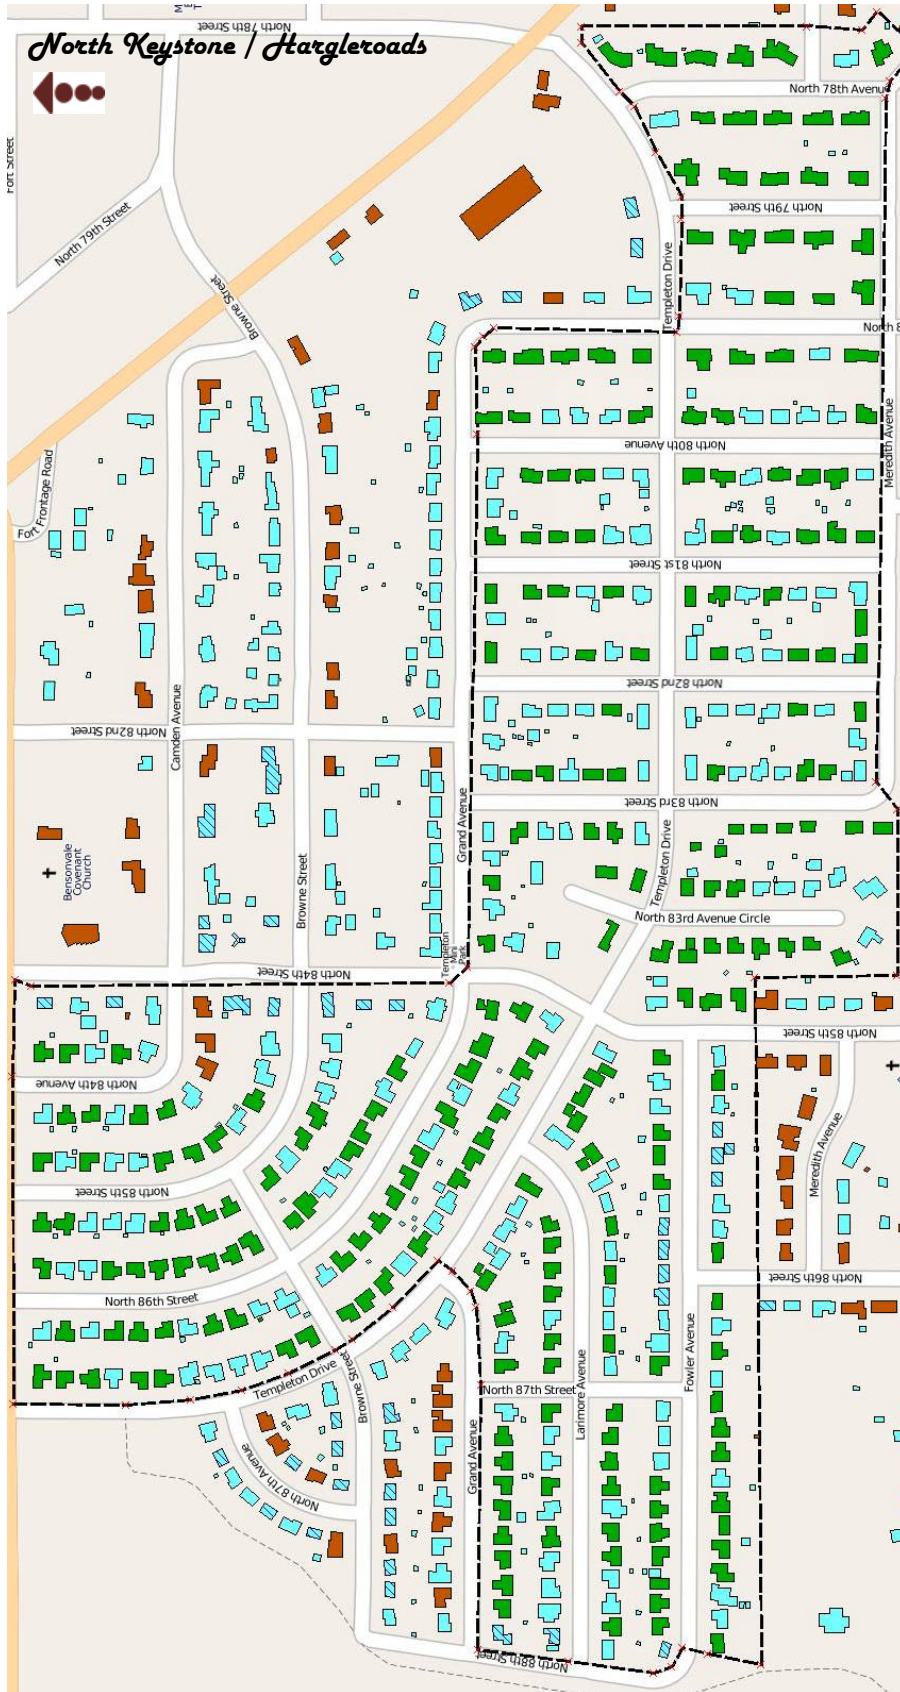 North 78th Street
M
E
T
North Keystone / Hargleroads
North 78th Avenu
Fort Street
North 79th Street
North 79th Street
Templeton Drive
Browne Street
North 8
Meredith Avenue
North 80th Avenue
Fort Frontage Road
North 81st Street
North 82nd Street
Camden Avenue
North 82nd Street
North 83rd Street
Grand Avenue
Templeton Drive
Bensonvale
Covenant
Church
Browne Street
North 83rd Avenue Circle
Templeton
Mini
Park
North 84th Street
North 85th Street
North 84th Avenue
Meredith Avenue
North 85th Street
North 86th Street
North 86th Street
Templeton Drive
Browne Street
Larimore Avenue
Fowler Avenue
North 87th Street
Grand Avenue
North 87th Avenue
North 88th Street